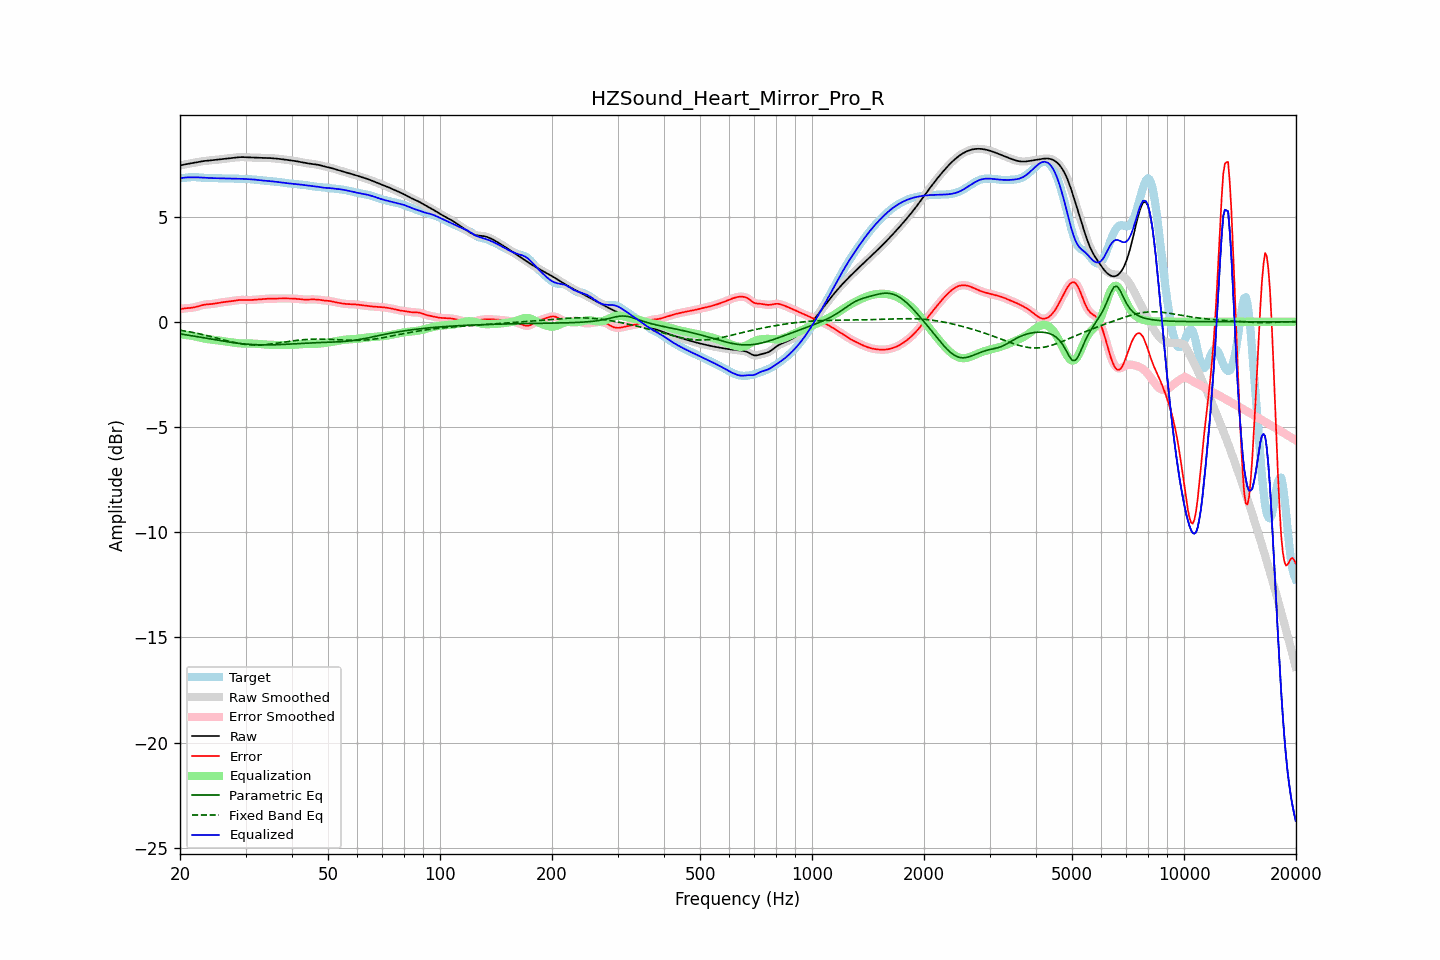 HZSound_Heart_Mirror_Pro_R
5
0
−5
−10
−15
−20
−25
Amplitude (dBr)
Target
Raw Smoothed
Error Smoothed
Raw
Error
Equalization
Parametric Eq
Fixed Band Eq
Equalized
20 50 100 200 500 1000 2000 5000 10000 20000
Frequency (Hz)